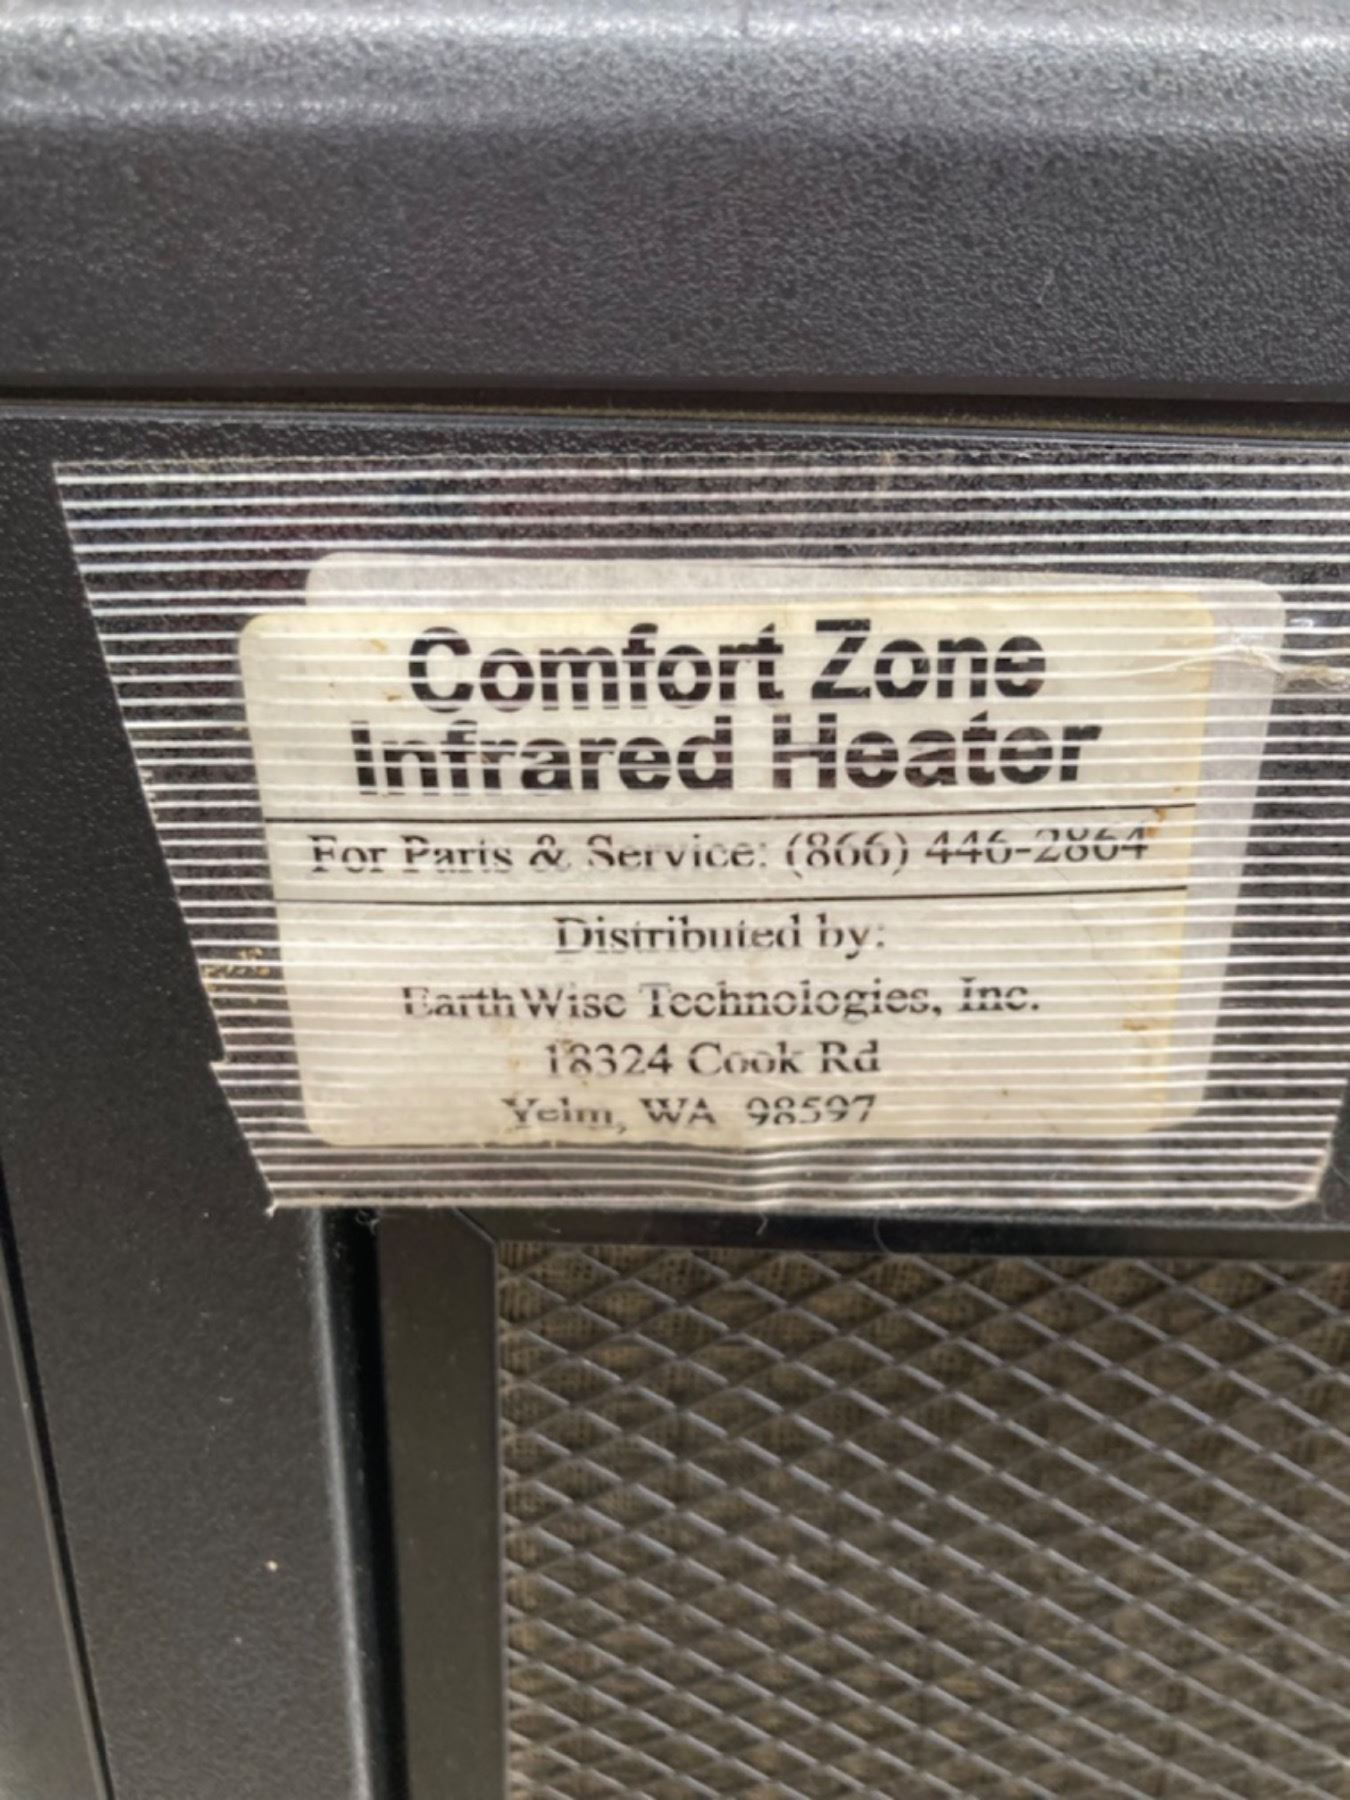 Comfort Zone
Infrared Heater
For Parts & Service: (866) 446-2864
Distributed by:
EarthWise Technologies, Inc.
18324 Cook Rd
Yelm, WA 98597